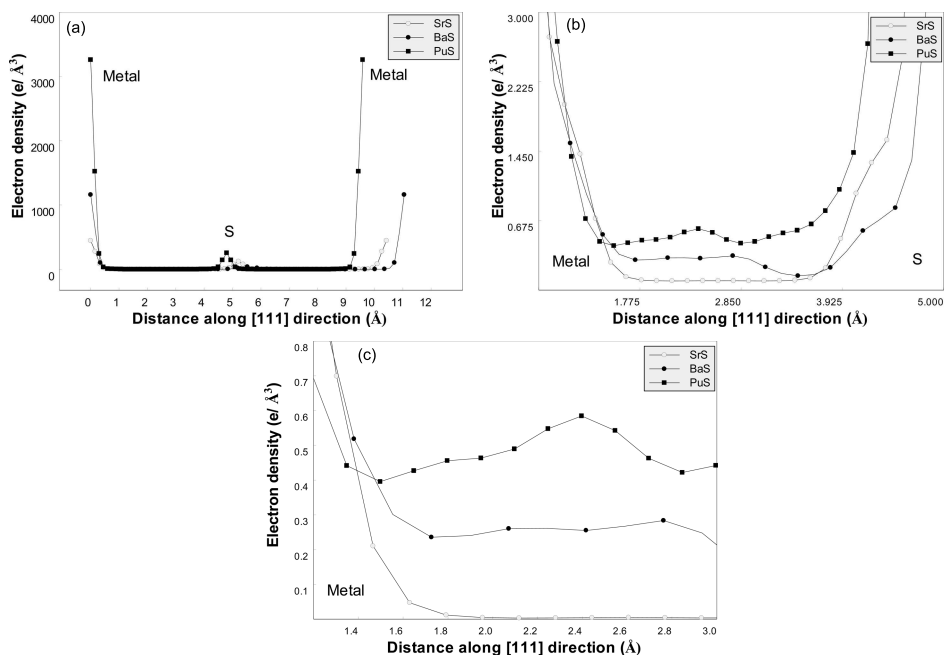 (a)
SrS
BaS
PuS
Metal
Metal
S
4000
3000
2000
1000
0
Electron density (e/ Å³)
0 1 2 3 4 5 6 7 8 9 10 11 12
Distance along [111] direction (Å)
(b)
SrS
BaS
PuS
Metal
S
3.000
2.225
1.450
0.675
Electron density (e/ Å³)
1.775 2.850 3.925 5.000
Distance along [111] direction (Å)
(c)
SrS
BaS
PuS
Metal
0.8
0.7
0.6
0.5
0.4
0.3
0.2
0.1
Electron density (e/ Å³)
1.4 1.6 1.8 2.0 2.2 2.4 2.6 2.8 3.0
Distance along [111] direction (Å)